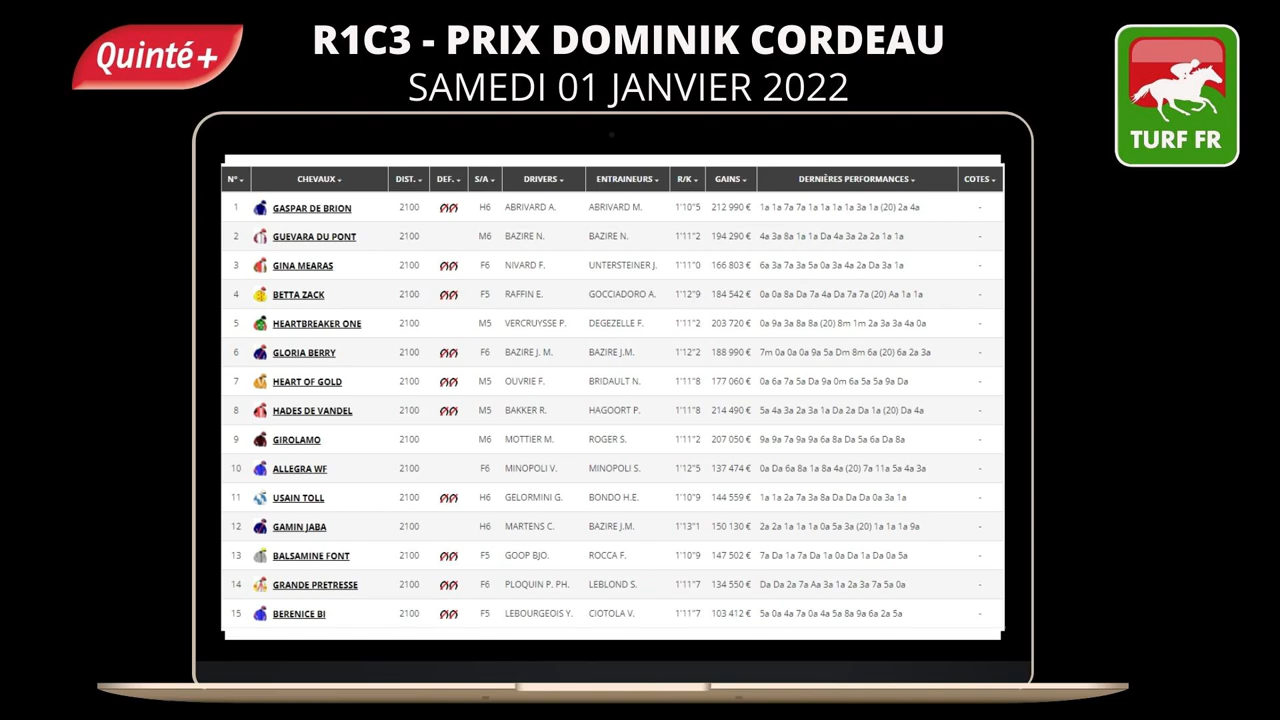 Quinté+
R1C3 - PRIX DOMINIK CORDEAU
SAMEDI 01 JANVIER 2022
TURF FR
N° CHEVAUX DIST. DEF. S/A DRIVERS ENTRAINEURS R/K GAINS DERNIÈRES PERFORMANCES COTES
1 GASPAR DE BRION 2100 H6 ABRIVARD A. ABRIVARD M. 1'10"5 212 990 € 1a 1a 7a 7a 1a 1a 1a 1a 3a 1a (20) 2a 4a -
2 GUEVARA DU PONT 2100 M6 BAZIRE N. BAZIRE N. 1'11"2 194 290 € 4a 3a 8a 1a 1a Da 4a 3a 2a 2a 1a 1a -
3 GINA MEARAS 2100 F6 NIVARD F. UNTERSTEINER J. 1'11"0 166 803 € 6a 3a 7a 3a 5a 0a 3a 4a 2a Da 3a 1a -
4 BETTA ZACK 2100 F5 RAFFIN E. GOCCIADORO A. 1'12"9 184 542 € 0a 0a 8a Da 7a 4a Da 7a 7a (20) Aa 1a 1a -
5 HEARTBREAKER ONE 2100 M5 VERCRUYSSE P. DEGEZELLE F. 1'11"2 203 720 € 0a 9a 3a 8a 8a (20) 8m 1m 2a 3a 3a 4a 0a -
6 GLORIA BERRY 2100 F6 BAZIRE J. M. BAZIRE J.M. 1'12"2 188 990 € 7m 0a 0a 0a 9a 5a Dm 8m 6a (20) 6a 2a 3a -
7 HEART OF GOLD 2100 M5 OUVRIE F. BRIDAULT N. 1'11"8 177 060 € 0a 6a 7a 5a Da 9a 0m 6a 5a 5a 9a Da -
8 HADES DE VANDEL 2100 M5 BAKKER R. HAGOORT P. 1'11"8 214 490 € 5a 4a 3a 2a 3a 1a Da 2a Da 1a (20) Da 4a -
9 GIROLAMO 2100 M6 MOTTIER M. ROGER S. 1'11"2 207 050 € 9a 9a 7a 9a 9a 6a 8a Da 5a 6a Da 8a -
10 ALLEGRA WF 2100 F6 MINOPOLI V. MINOPOLI S. 1'12"5 137 474 € 0a Da 6a 8a 1a 8a 4a (20) 7a 11a 5a 4a 3a -
11 USAIN TOLL 2100 H6 GELORMINI G. BONDO H.E. 1'10"9 144 559 € 1a 1a 2a 7a 3a 8a Da Da Da 0a 3a 1a -
12 GAMIN JABA 2100 H6 MARTENS C. BAZIRE J.M. 1'13"1 150 130 € 2a 2a 1a 1a 1a 0a 5a 3a (20) 1a 1a 1a 9a -
13 BALSAMINE FONT 2100 F5 GOOP BJO. ROCCA F. 1'10"9 147 502 € 7a Da 1a 7a Da 1a 0a Da 1a Da 0a 5a -
14 GRANDE PRETRESSE 2100 F6 PLOQUIN P. PH. LEBLOND S. 1'11"7 134 550 € Da Da 2a 7a Aa 3a 1a 2a 3a 7a 5a 0a -
15 BERENICE BI 2100 F5 LEBOURGEOIS Y. CIOTOLA V. 1'11"7 103 412 € 5a 0a 4a 7a 0a 4a 5a 8a 9a 6a 2a 5a -